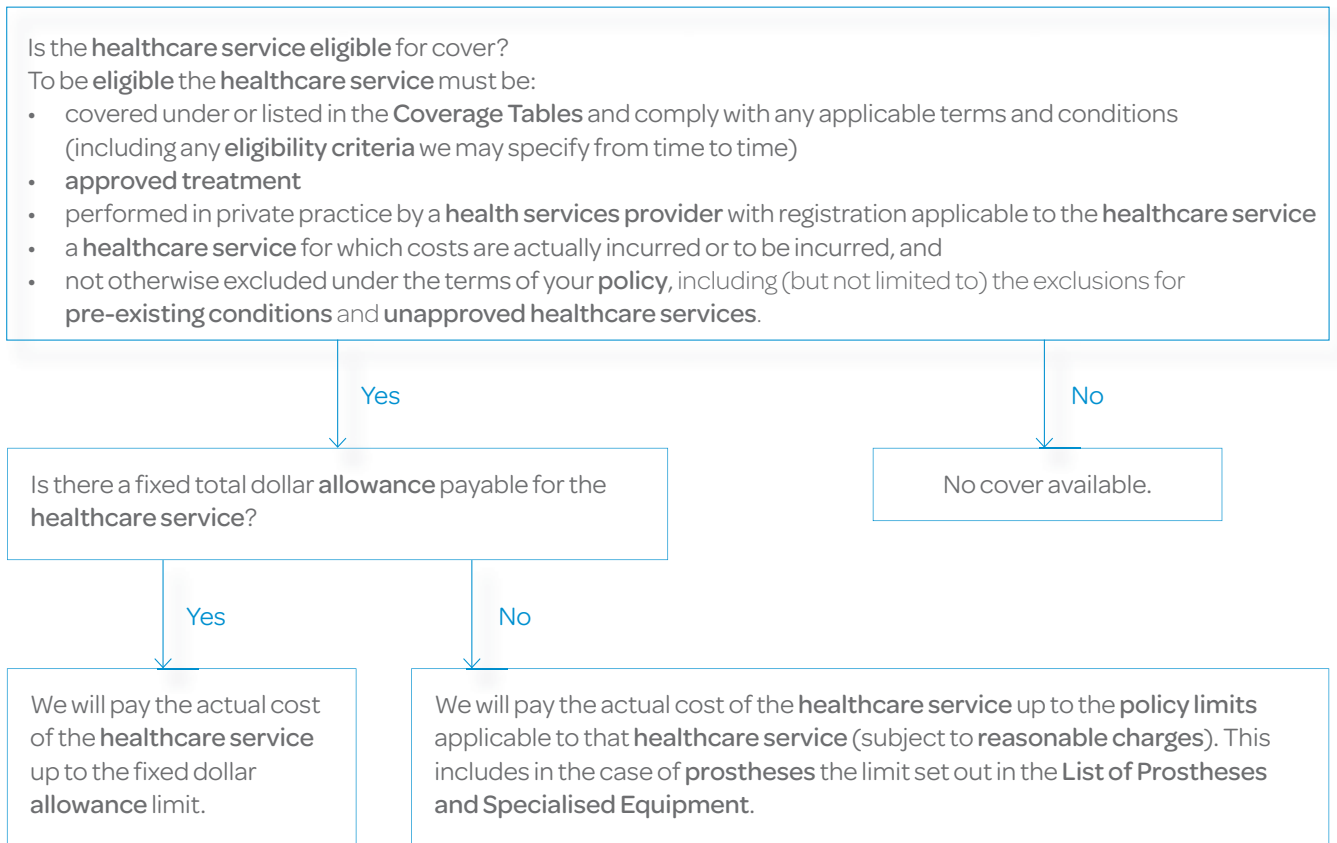 Is the healthcare service eligible for cover?
To be eligible the healthcare service must be:
• covered under or listed in the Coverage Tables and comply with any applicable terms and conditions
(including any eligibility criteria we may specify from time to time)
• approved treatment
• performed in private practice by a health services provider with registration applicable to the healthcare service
• a healthcare service for which costs are actually incurred or to be incurred, and
• not otherwise excluded under the terms of your policy, including (but not limited to) the exclusions for
pre-existing conditions and unapproved healthcare services.
Yes
No
Is there a fixed total dollar allowance payable for the
healthcare service?
No cover available.
Yes
No
We will pay the actual cost
of the healthcare service
up to the fixed dollar
allowance limit.
We will pay the actual cost of the healthcare service up to the policy limits
applicable to that healthcare service (subject to reasonable charges). This
includes in the case of prostheses the limit set out in the List of Prostheses
and Specialised Equipment.